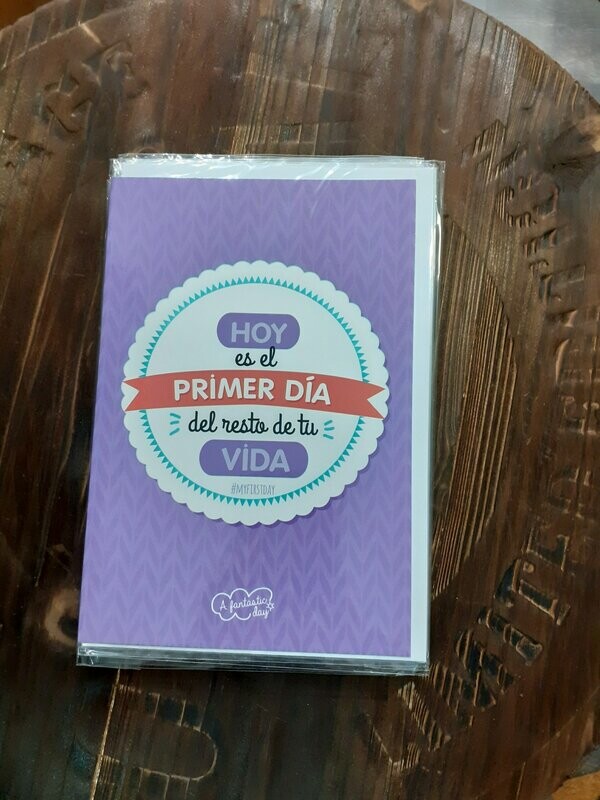 HOY
es el
PRIMER DÍA
del resto de tu
VIDA
#MYFIRSTDAY
A fantastic
day